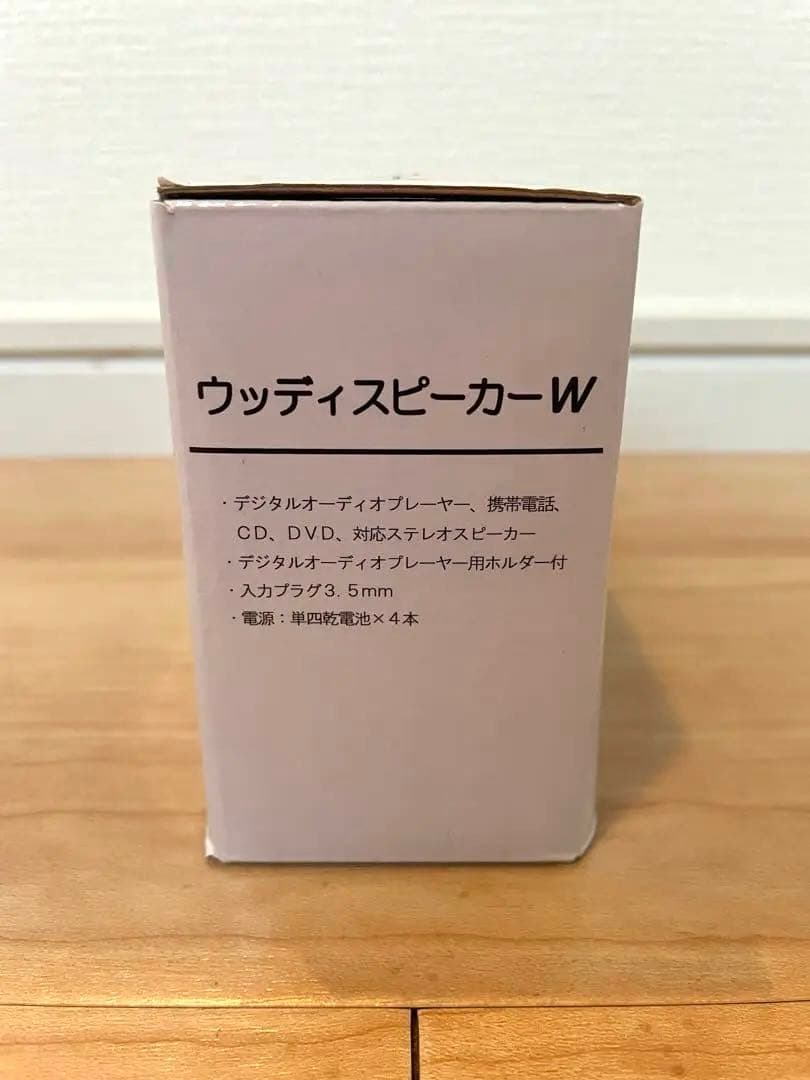 ウッディスピーカーW
・デジタルオーディオプレーヤー、携帯電話、
ＣＤ、ＤＶＤ、対応ステレオスピーカー
・デジタルオーディオプレーヤー用ホルダー付
・入力プラグ３．５ｍｍ
・電源：単四乾電池×４本